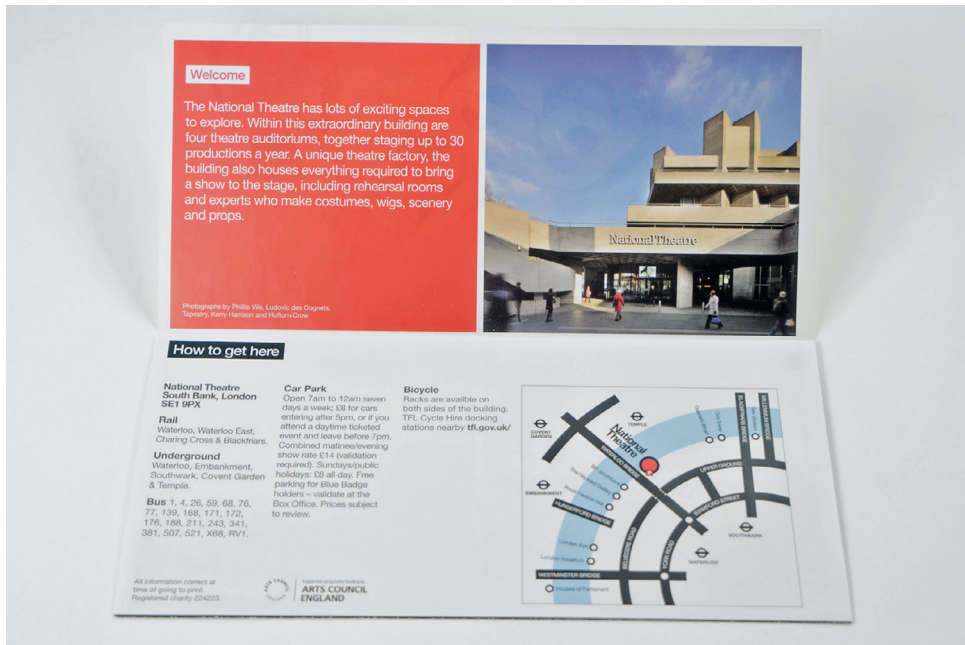 Welcome
The National Theatre has lots of exciting spaces
to explore. Within this extraordinary building are
four theatre auditoriums, together staging up to 30
productions a year. A unique theatre factory, the
building also houses everything required to bring
a show to the stage, including rehearsal rooms
and experts who make costumes, wigs, scenery
and props.
Photographs by Philip Vile, Ludovic des Cognets,
Tapestry, Kerry Harrison and Hufton+Crow
National Theatre
How to get here
National Theatre
South Bank, London
SE1 9PX
Rail
Waterloo, Waterloo East,
Charing Cross & Blackfriars.
Underground
Waterloo, Embankment,
Southwark, Covent Garden
& Temple.
Bus 1, 4, 26, 59, 68, 76,
77, 139, 168, 171, 172,
176, 188, 211, 243, 341,
381, 507, 521, X68, RV1.
Car Park
Open 7am to 12am seven
days a week; £8 for cars
entering after 5pm, or if you
attend a daytime ticketed
event and leave before 7pm.
Combined matinee/evening
show rate £14 (validation
required). Sundays/public
holidays: £8 all day. Free
parking for Blue Badge
holders – validate at the
Box Office. Prices subject
to review.
Bicycle
Racks are availble on
both sides of the building.
TFL Cycle Hire docking
stations nearby tfl.gov.uk/
All information correct at
time of going to print.
Registered charity 224223.
ARTS COUNCIL
ENGLAND
COVENT
GARDEN
TEMPLE
National
Theatre
WATERLOO BRIDGE
BLACKFRIARS BRIDGE
MILLENNIUM BRIDGE
UPPER GROUND
STAMFORD STREET
EMBANKMENT
HUNGERFORD BRIDGE
The Hayward Gallery
Royal Festival Hall
BELVEDERE ROAD
YORK ROAD
SOUTHWARK
WATERLOO
London Eye
London Aquarium
WESTMINSTER BRIDGE
Houses of Parliament